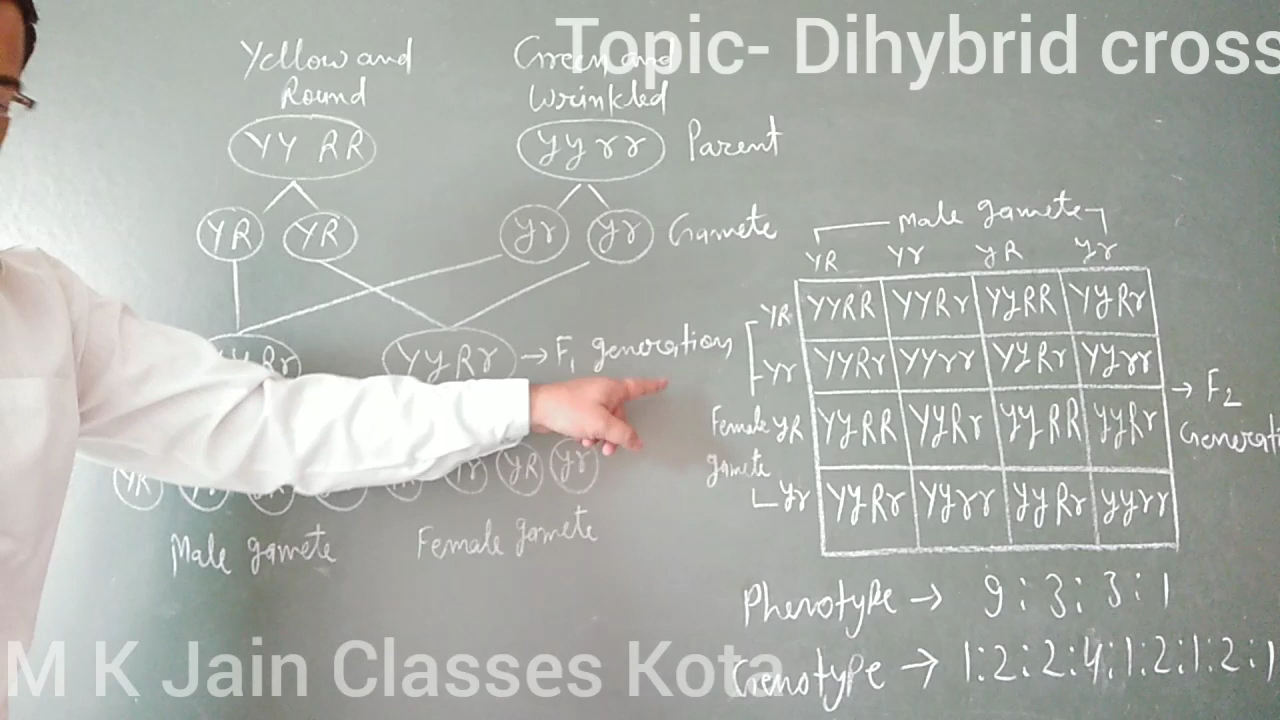 Topic- Dihybrid cross
Yellow and
Round
Green and
Wrinkled
YY RR
yy rr
Parent
YR
YR
yr
yr
Gamete
Rr
YyRr
→ F1 generation
YR
yR
yr
Male gamete
Female gamete
Male gamete
YR Yr yR yr
YR YYRR YYRr YyRR YyRr
Yr YYRr YYrr YyRr Yyrr
yR YyRR YyRr yyRR yyRr
yr YyRr Yyrr yyRr yyrr
Female
gamete
→ F2
Generati
Phenotype → 9:3:3:1
Genotype → 1:2:2:4:1:2:1:2:1
M K Jain Classes Kota